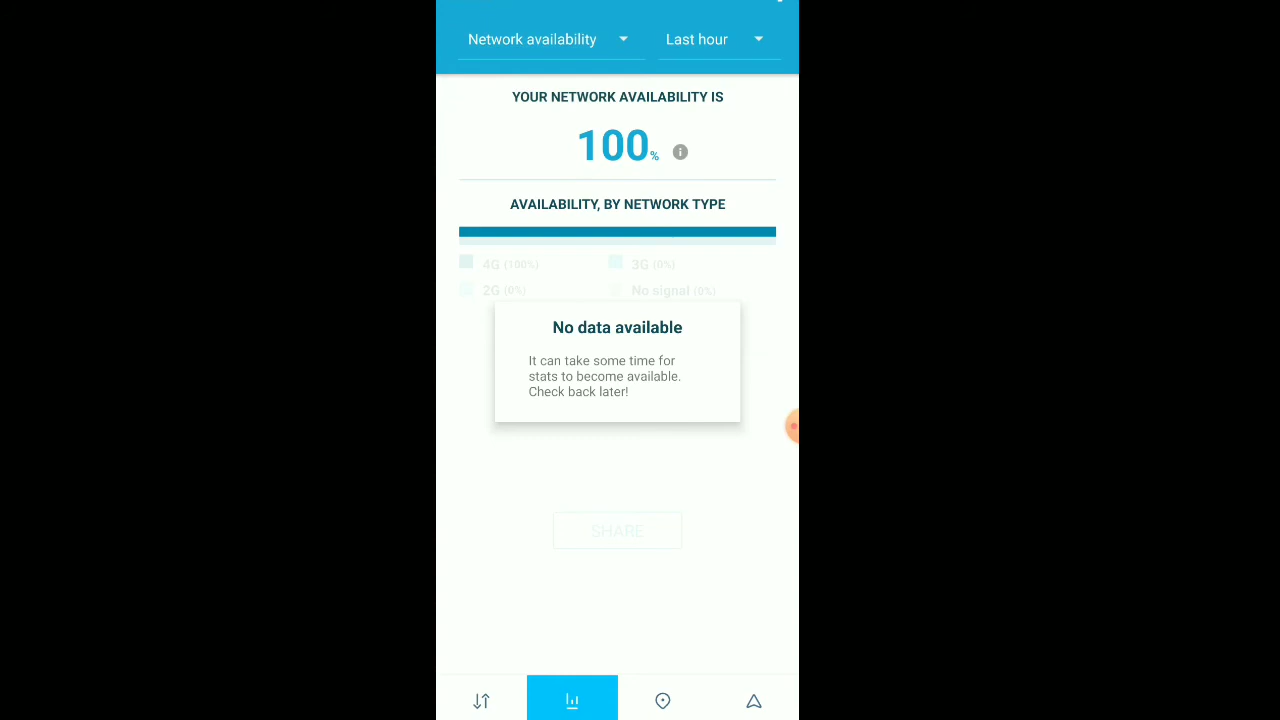 Network availability Last hour
YOUR NETWORK AVAILABILITY IS
100%
AVAILABILITY, BY NETWORK TYPE
4G (100%) 3G (0%)
2G (0%) No signal (0%)
No data available
It can take some time for
stats to become available.
Check back later!
SHARE